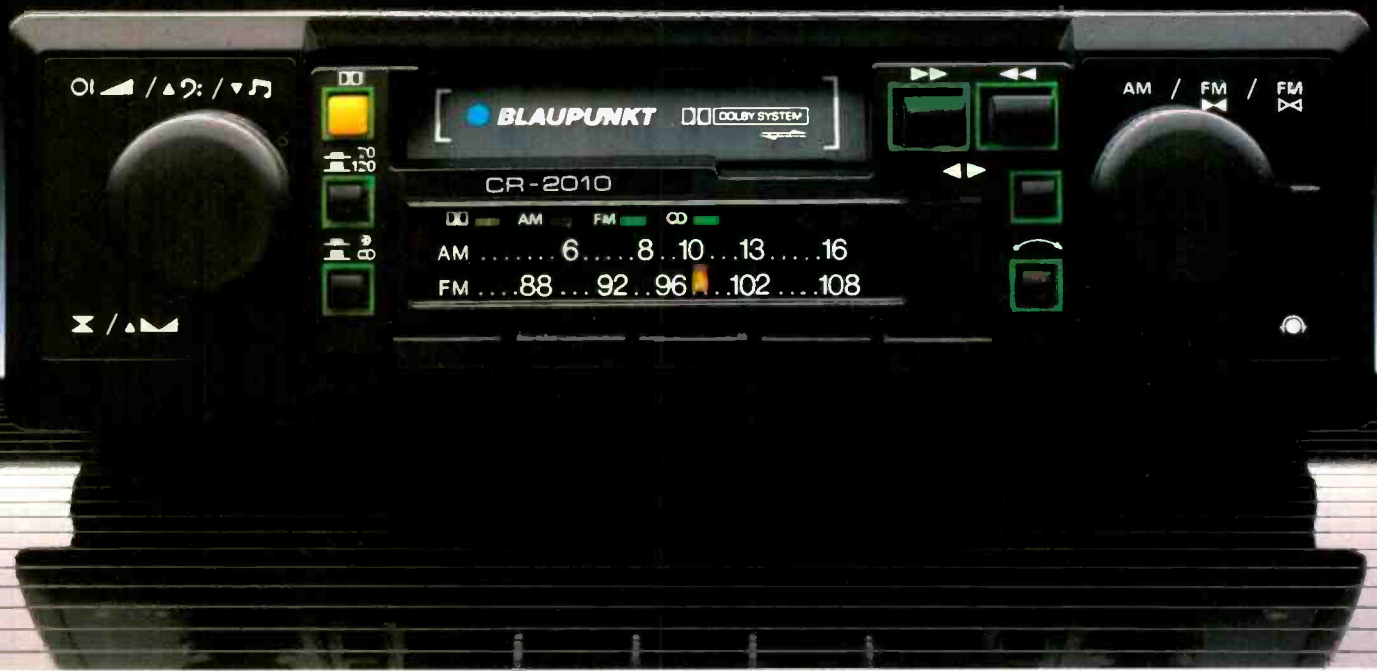 AM / FM / FM
BLAUPUNKT DOLBY SYSTEM
70
120
CR-2010
AM FM
AM .......6.....8..10...13.....16
FM ....88...92..96...102....108